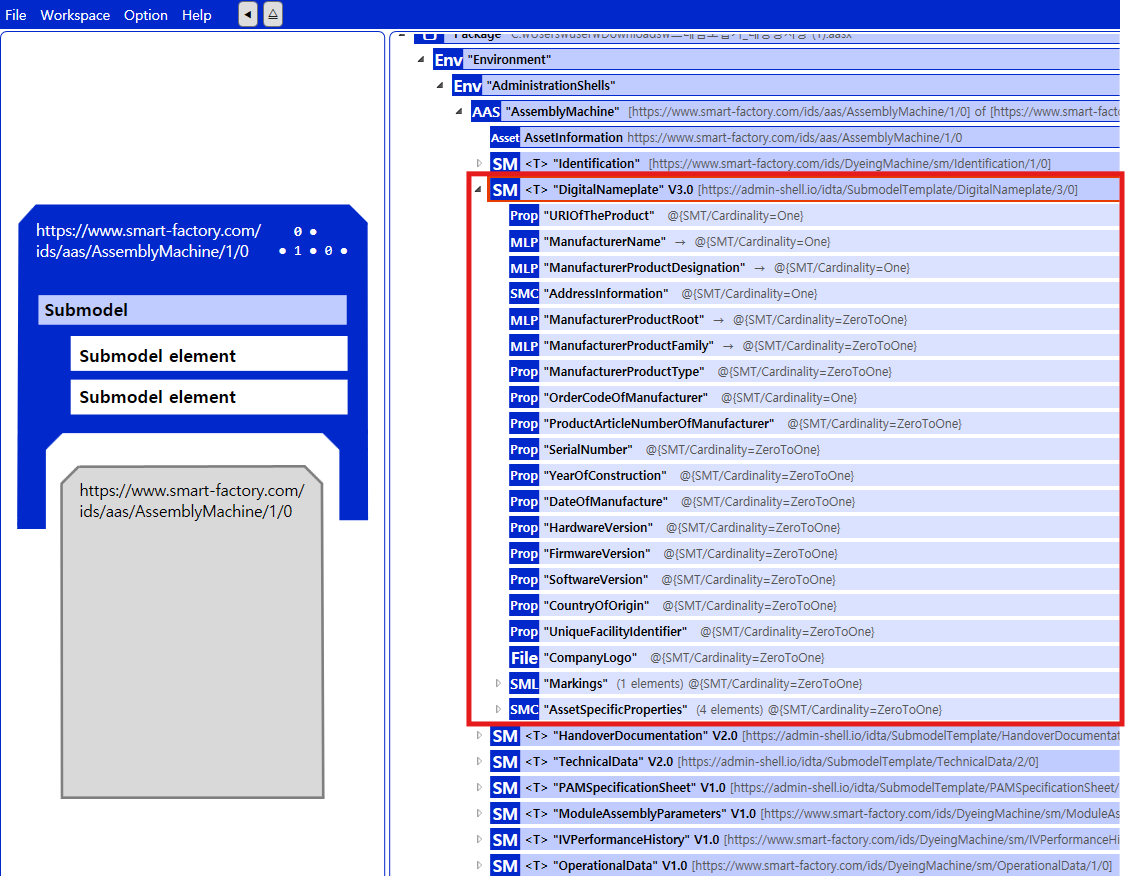 File Workspace Option Help
https://www.smart-factory.com/
ids/aas/AssemblyMachine/1/0
0
1 0
Submodel
Submodel element
Submodel element
https://www.smart-factory.com/
ids/aas/AssemblyMachine/1/0
Package
Env "Environment"
Env "AdministrationShells"
AAS "AssemblyMachine" [https://www.smart-factory.com/ids/aas/AssemblyMachine/1/0] of [https://www.smart-fact
Asset AssetInformation https://www.smart-factory.com/ids/aas/AssemblyMachine/1/0
SM <T> "Identification" [https://www.smart-factory.com/ids/DyeingMachine/sm/Identification/1/0]
SM <T> "DigitalNameplate" V3.0 [https://admin-shell.io/idta/SubmodelTemplate/DigitalNameplate/3/0]
Prop "URIOfTheProduct" @{SMT/Cardinality=One}
MLP "ManufacturerName" → @{SMT/Cardinality=One}
MLP "ManufacturerProductDesignation" → @{SMT/Cardinality=One}
SMC "AddressInformation" @{SMT/Cardinality=One}
MLP "ManufacturerProductRoot" → @{SMT/Cardinality=ZeroToOne}
MLP "ManufacturerProductFamily" → @{SMT/Cardinality=ZeroToOne}
Prop "ManufacturerProductType" @{SMT/Cardinality=ZeroToOne}
Prop "OrderCodeOfManufacturer" @{SMT/Cardinality=One}
Prop "ProductArticleNumberOfManufacturer" @{SMT/Cardinality=ZeroToOne}
Prop "SerialNumber" @{SMT/Cardinality=ZeroToOne}
Prop "YearOfConstruction" @{SMT/Cardinality=ZeroToOne}
Prop "DateOfManufacture" @{SMT/Cardinality=ZeroToOne}
Prop "HardwareVersion" @{SMT/Cardinality=ZeroToOne}
Prop "FirmwareVersion" @{SMT/Cardinality=ZeroToOne}
Prop "SoftwareVersion" @{SMT/Cardinality=ZeroToOne}
Prop "CountryOfOrigin" @{SMT/Cardinality=ZeroToOne}
Prop "UniqueFacilityIdentifier" @{SMT/Cardinality=ZeroToOne}
File "CompanyLogo" @{SMT/Cardinality=ZeroToOne}
SML "Markings" (1 elements) @{SMT/Cardinality=ZeroToOne}
SMC "AssetSpecificProperties" (4 elements) @{SMT/Cardinality=ZeroToOne}
SM <T> "HandoverDocumentation" V2.0 [https://admin-shell.io/idta/SubmodelTemplate/HandoverDocumentat
SM <T> "TechnicalData" V2.0 [https://admin-shell.io/idta/SubmodelTemplate/TechnicalData/2/0]
SM <T> "PAMSpecificationSheet" V1.0 [https://admin-shell.io/idta/SubmodelTemplate/PAMSpecificationSheet/
SM <T> "ModuleAssemblyParameters" V1.0 [https://www.smart-factory.com/ids/DyeingMachine/sm/ModuleAs
SM <T> "IVPerformanceHistory" V1.0 [https://www.smart-factory.com/ids/DyeingMachine/sm/IVPerformanceHi
SM <T> "OperationalData" V1.0 [https://www.smart-factory.com/ids/DyeingMachine/sm/OperationalData/1/0]